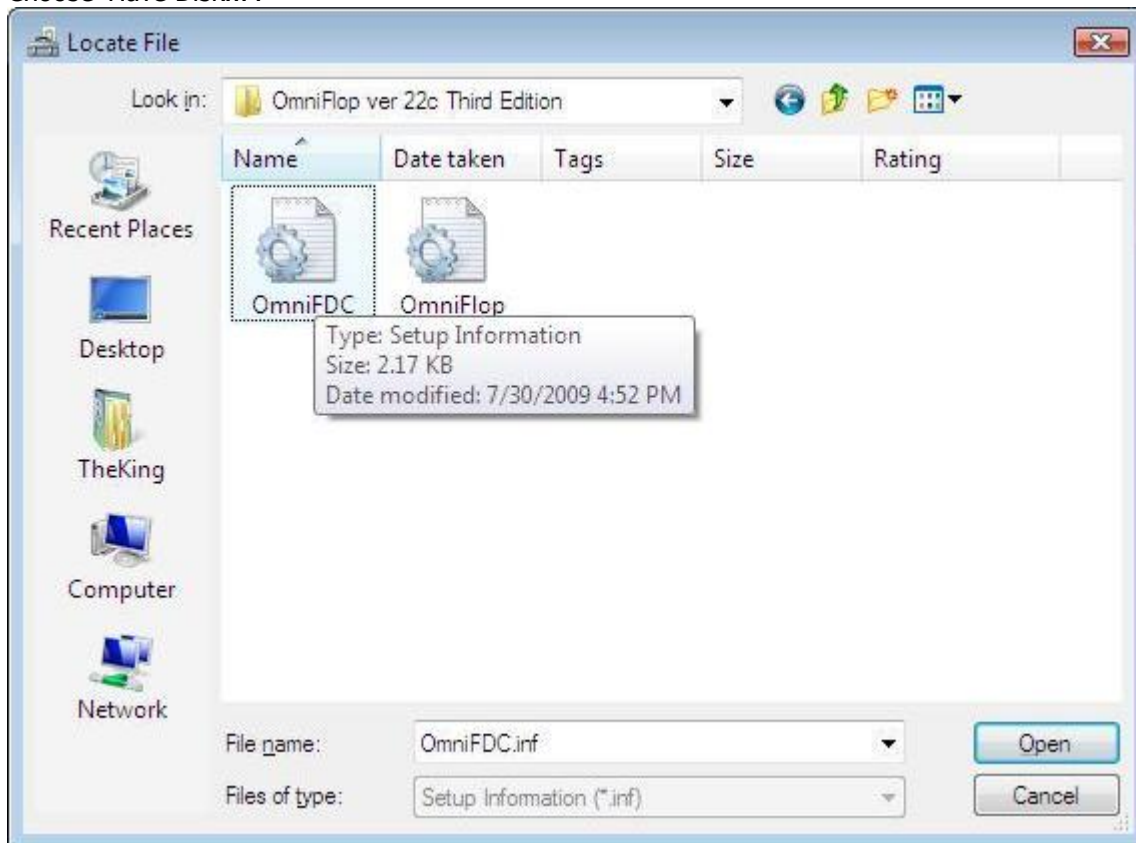 Locate File
Look in: OmniFlop ver 22c Third Edition
Name Date taken Tags Size Rating
Recent Places
Desktop
TheKing
Computer
Network
OmniFDC OmniFlop
Type: Setup Information
Size: 2.17 KB
Date modified: 7/30/2009 4:52 PM
File name: OmniFDC.inf Open
Files of type: Setup Information (*.inf) Cancel